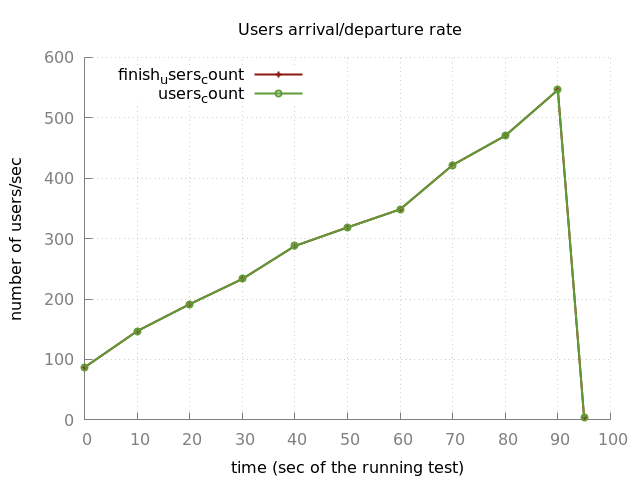 Users arrival/departure rate
600
500
400
300
200
100
0
finish_users_count
users_count
number of users/sec
0 10 20 30 40 50 60 70 80 90 100
time (sec of the running test)